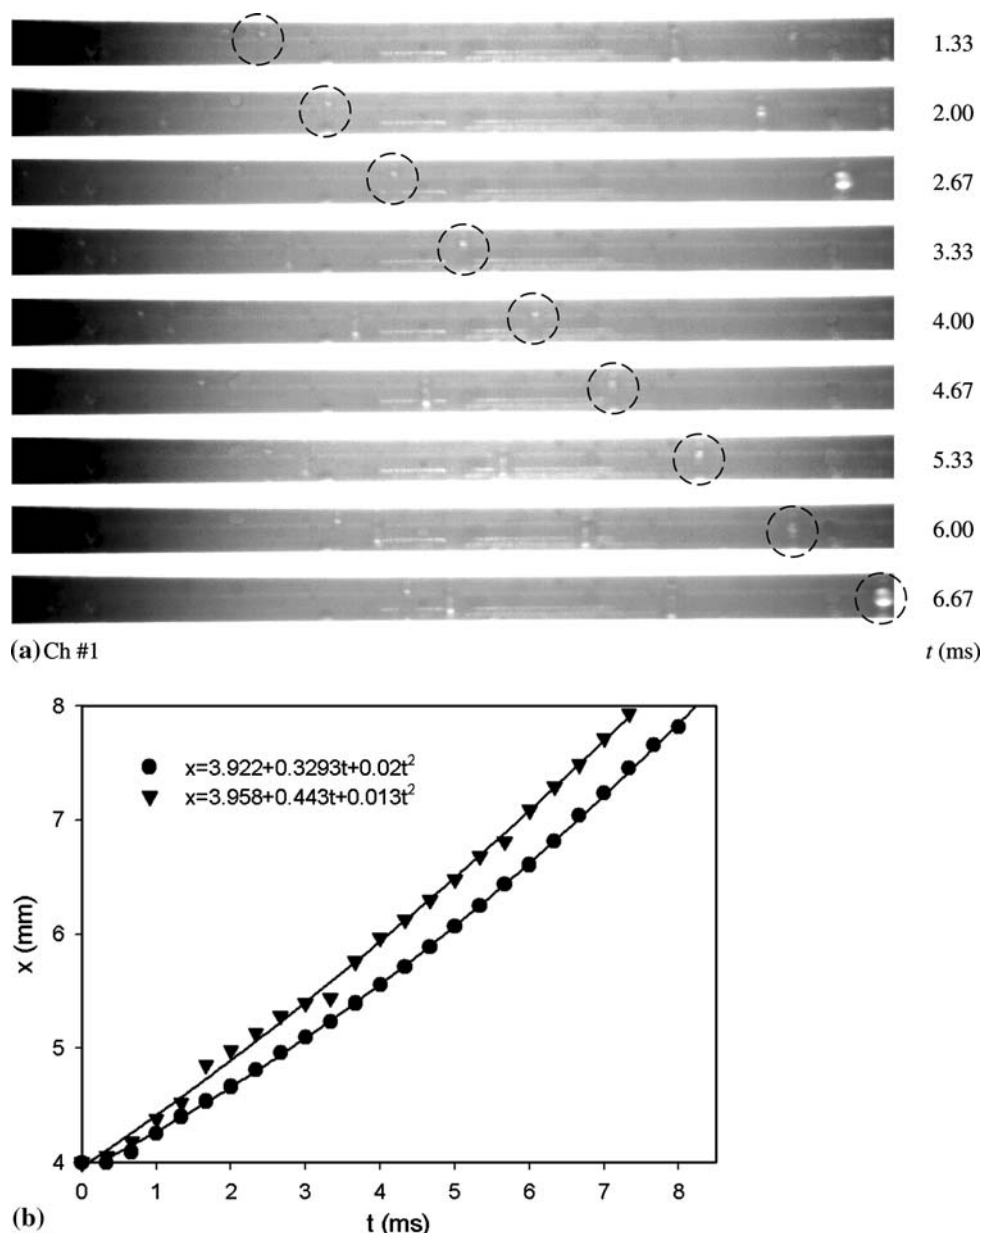 1.33
2.00
2.67
3.33
4.00
4.67
5.33
6.00
6.67
(a) Ch #1 t (ms)
8
x=3.922+0.3293t+0.02t²
x=3.958+0.443t+0.013t²
7
6
x (mm)
5
4
0 1 2 3 4 5 6 7 8
(b) t (ms)